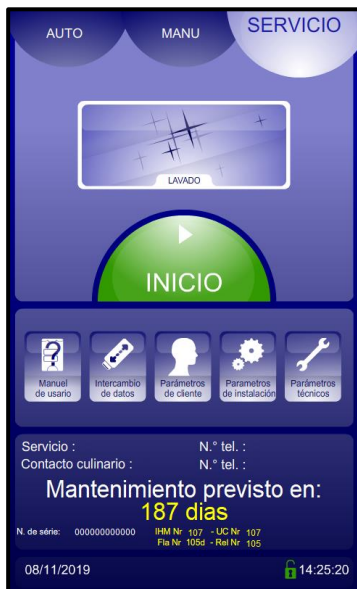 AUTO MANU SERVICIO
LAVADO
INICIO
Manuel de usario
Intercambio de datos
Parámetros de cliente
Parametros de instalación
Parámetros técnicos
Servicio : N.° tel. :
Contacto culinario : N.° tel. :
Mantenimiento previsto en:
187 dias
N. de série: 000000000000 IHM Nr 107 - UC Nr 107
Fla Nr 105d - Rel Nr 105
08/11/2019 14:25:20